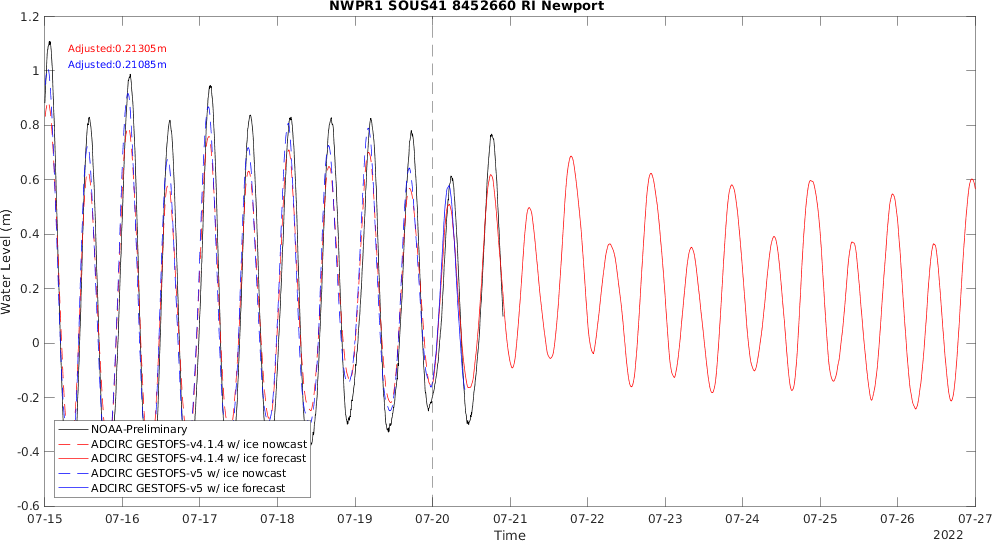 NWPR1 SOUS41 8452660 RI Newport
Adjusted:0.21305m
Adjusted:0.21085m
Water Level (m)
1.2
1
0.8
0.6
0.4
0.2
0
-0.2
-0.4
-0.6
NOAA-Preliminary
ADCIRC GESTOFS-v4.1.4 w/ ice nowcast
ADCIRC GESTOFS-v4.1.4 w/ ice forecast
ADCIRC GESTOFS-v5 w/ ice nowcast
ADCIRC GESTOFS-v5 w/ ice forecast
07-15 07-16 07-17 07-18 07-19 07-20 07-21 07-22 07-23 07-24 07-25 07-26 07-27
Time
2022